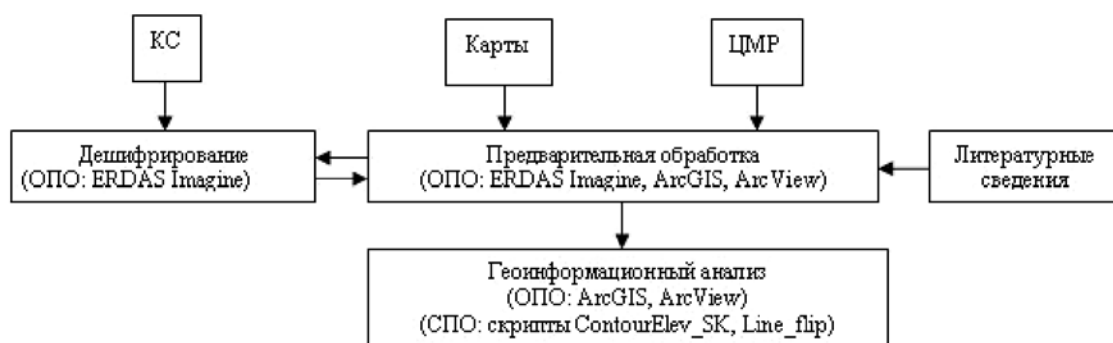 КС
Карты
ЦМР
Дешифрирование
(ОПО: ERDAS Imagine)
Предварительная обработка
(ОПО: ERDAS Imagine, ArcGIS, ArcView)
Литературные
сведения
Геоинформационный анализ
(ОПО: ArcGIS, ArcView)
(СПО: скрипты ContourElev_SK, Line_flip)